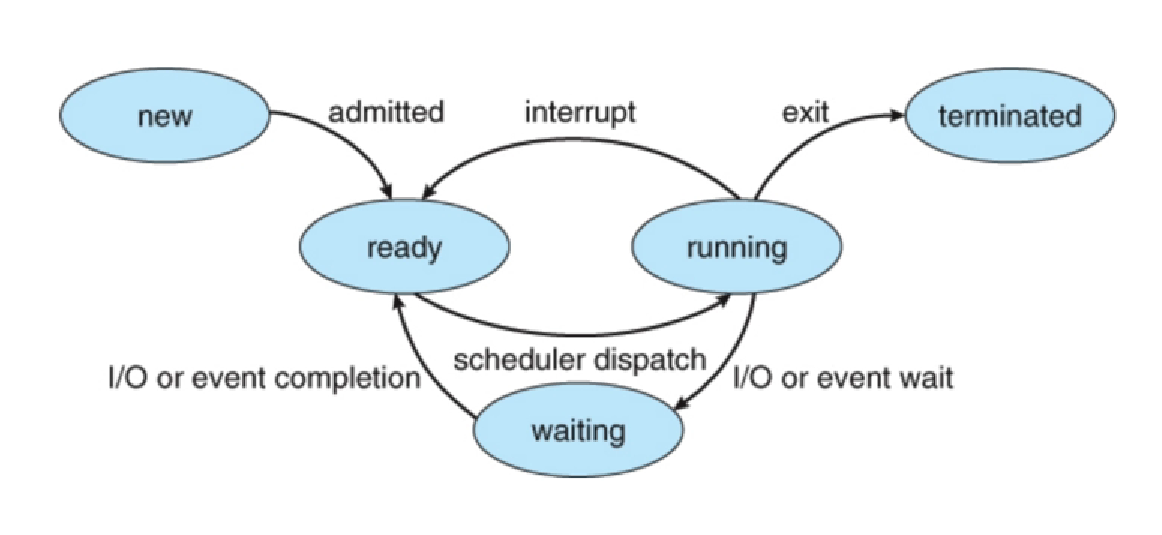 new
admitted
interrupt
exit
terminated
ready
running
scheduler dispatch
I/O or event completion
I/O or event wait
waiting